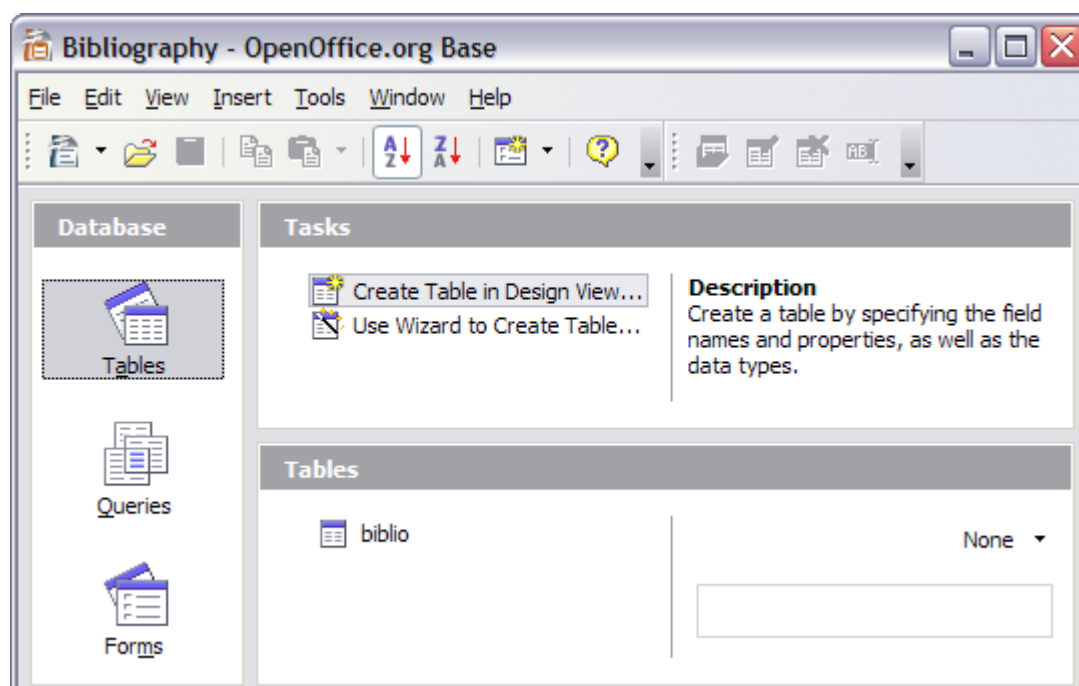 Bibliography - OpenOffice.org Base
File Edit View Insert Tools Window Help
Database
Tables
Queries
Forms
Tasks
Create Table in Design View...
Use Wizard to Create Table...
Description
Create a table by specifying the field
names and properties, as well as the
data types.
Tables
biblio
None